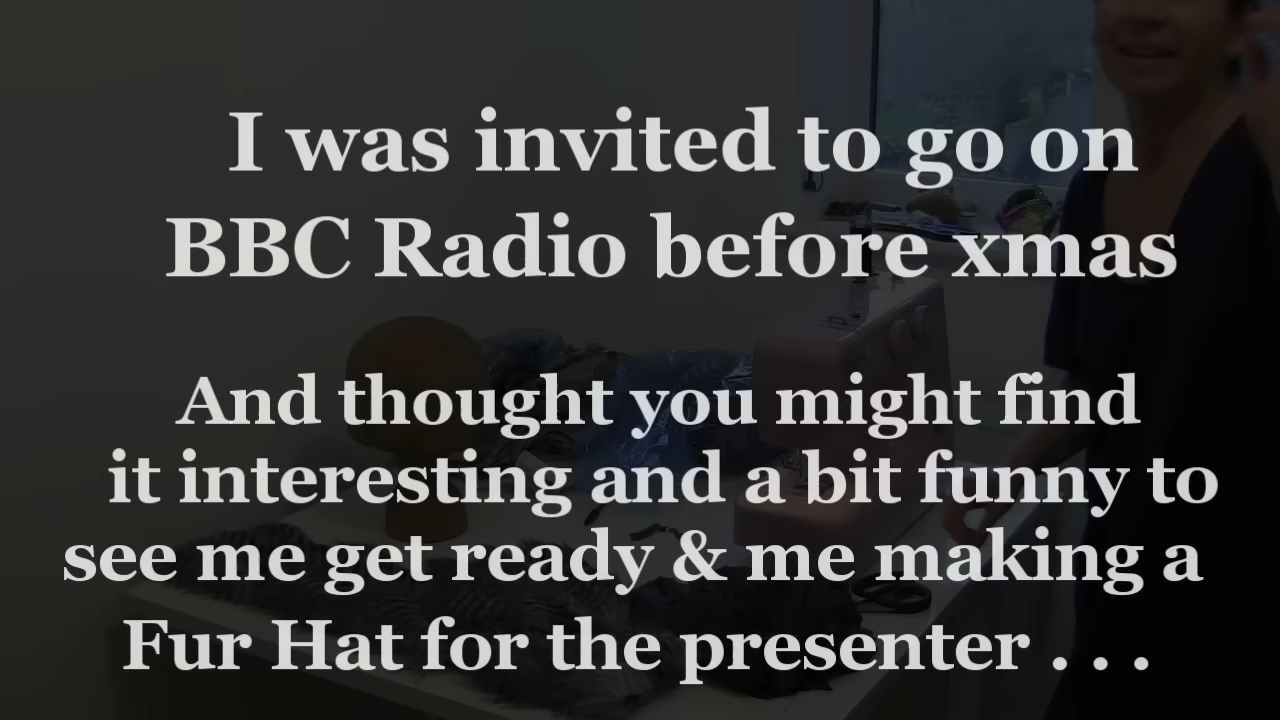 I was invited to go on
BBC Radio before xmas
And thought you might find
it interesting and a bit funny to
see me get ready & me making a
Fur Hat for the presenter . . .